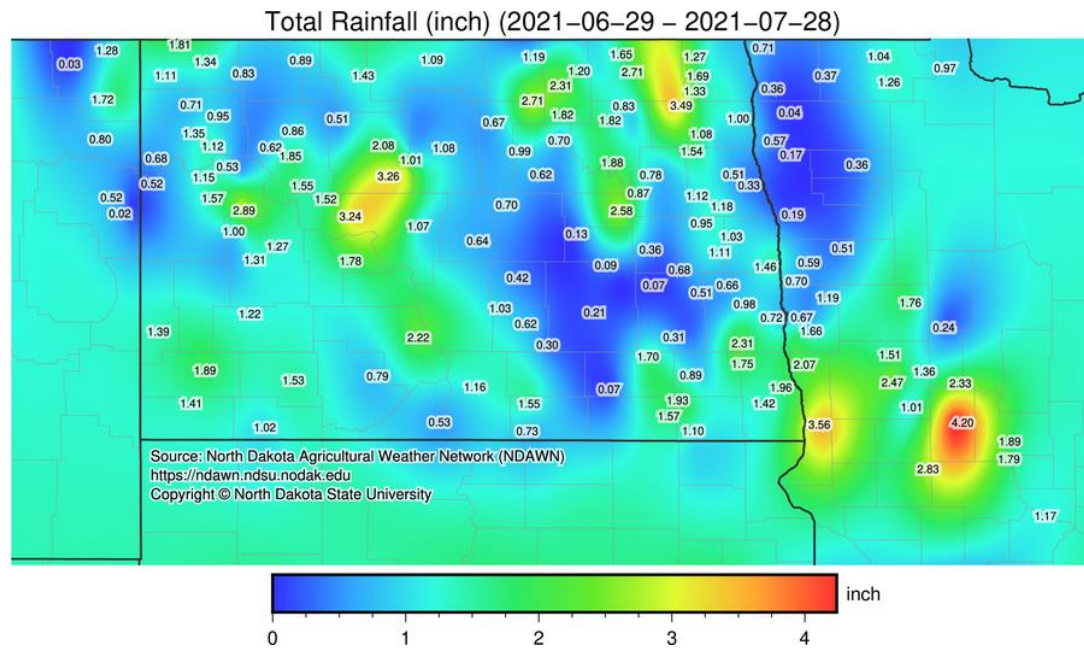 Total Rainfall (inch) (2021−06−29 − 2021−07−28)
1.81
1.28 1.34 0.89 1.09 1.19 1.65 1.27 0.71 1.04
0.03 1.11 0.83 1.43 1.20 2.71 1.69 0.37 1.26 0.97
1.72 0.71 2.71 2.31 1.33 0.36
0.95 0.51 0.67 1.82 0.83 3.49 1.00 0.04
0.80 1.35 0.86 1.82 1.08
1.12 0.62 2.08 1.08 0.99 0.70 1.54 0.57
0.68 1.85 1.01 0.17
0.53 1.88 0.36
0.52 1.15 3.26 0.62 0.78 0.51
0.52 1.57 1.55 1.52 0.87 1.12 0.33
0.02 2.89 3.24 0.70 2.58 1.18 0.19
1.00 1.07 0.13 0.95
1.27 0.64 0.36 1.03 0.51
1.31 1.78 0.09 0.68 1.11 1.46 0.59
0.42 0.07 0.51 0.66 0.70
1.22 1.03 0.21 0.98 1.19 1.76
1.39 0.62 0.72 0.67 0.24
2.22 0.30 0.31 2.31 1.66
1.89 1.70 1.75 2.07 1.51
1.53 0.79 1.16 0.07 0.89 1.96 2.47 1.36 2.33
1.41 1.55 1.93 1.42 1.01
1.02 0.53 0.73 1.57 1.10 3.56 4.20
1.89
Source: North Dakota Agricultural Weather Network (NDAWN) 1.79
https://ndawn.ndsu.nodak.edu 2.83
Copyright © North Dakota State University
1.17
inch
0 1 2 3 4